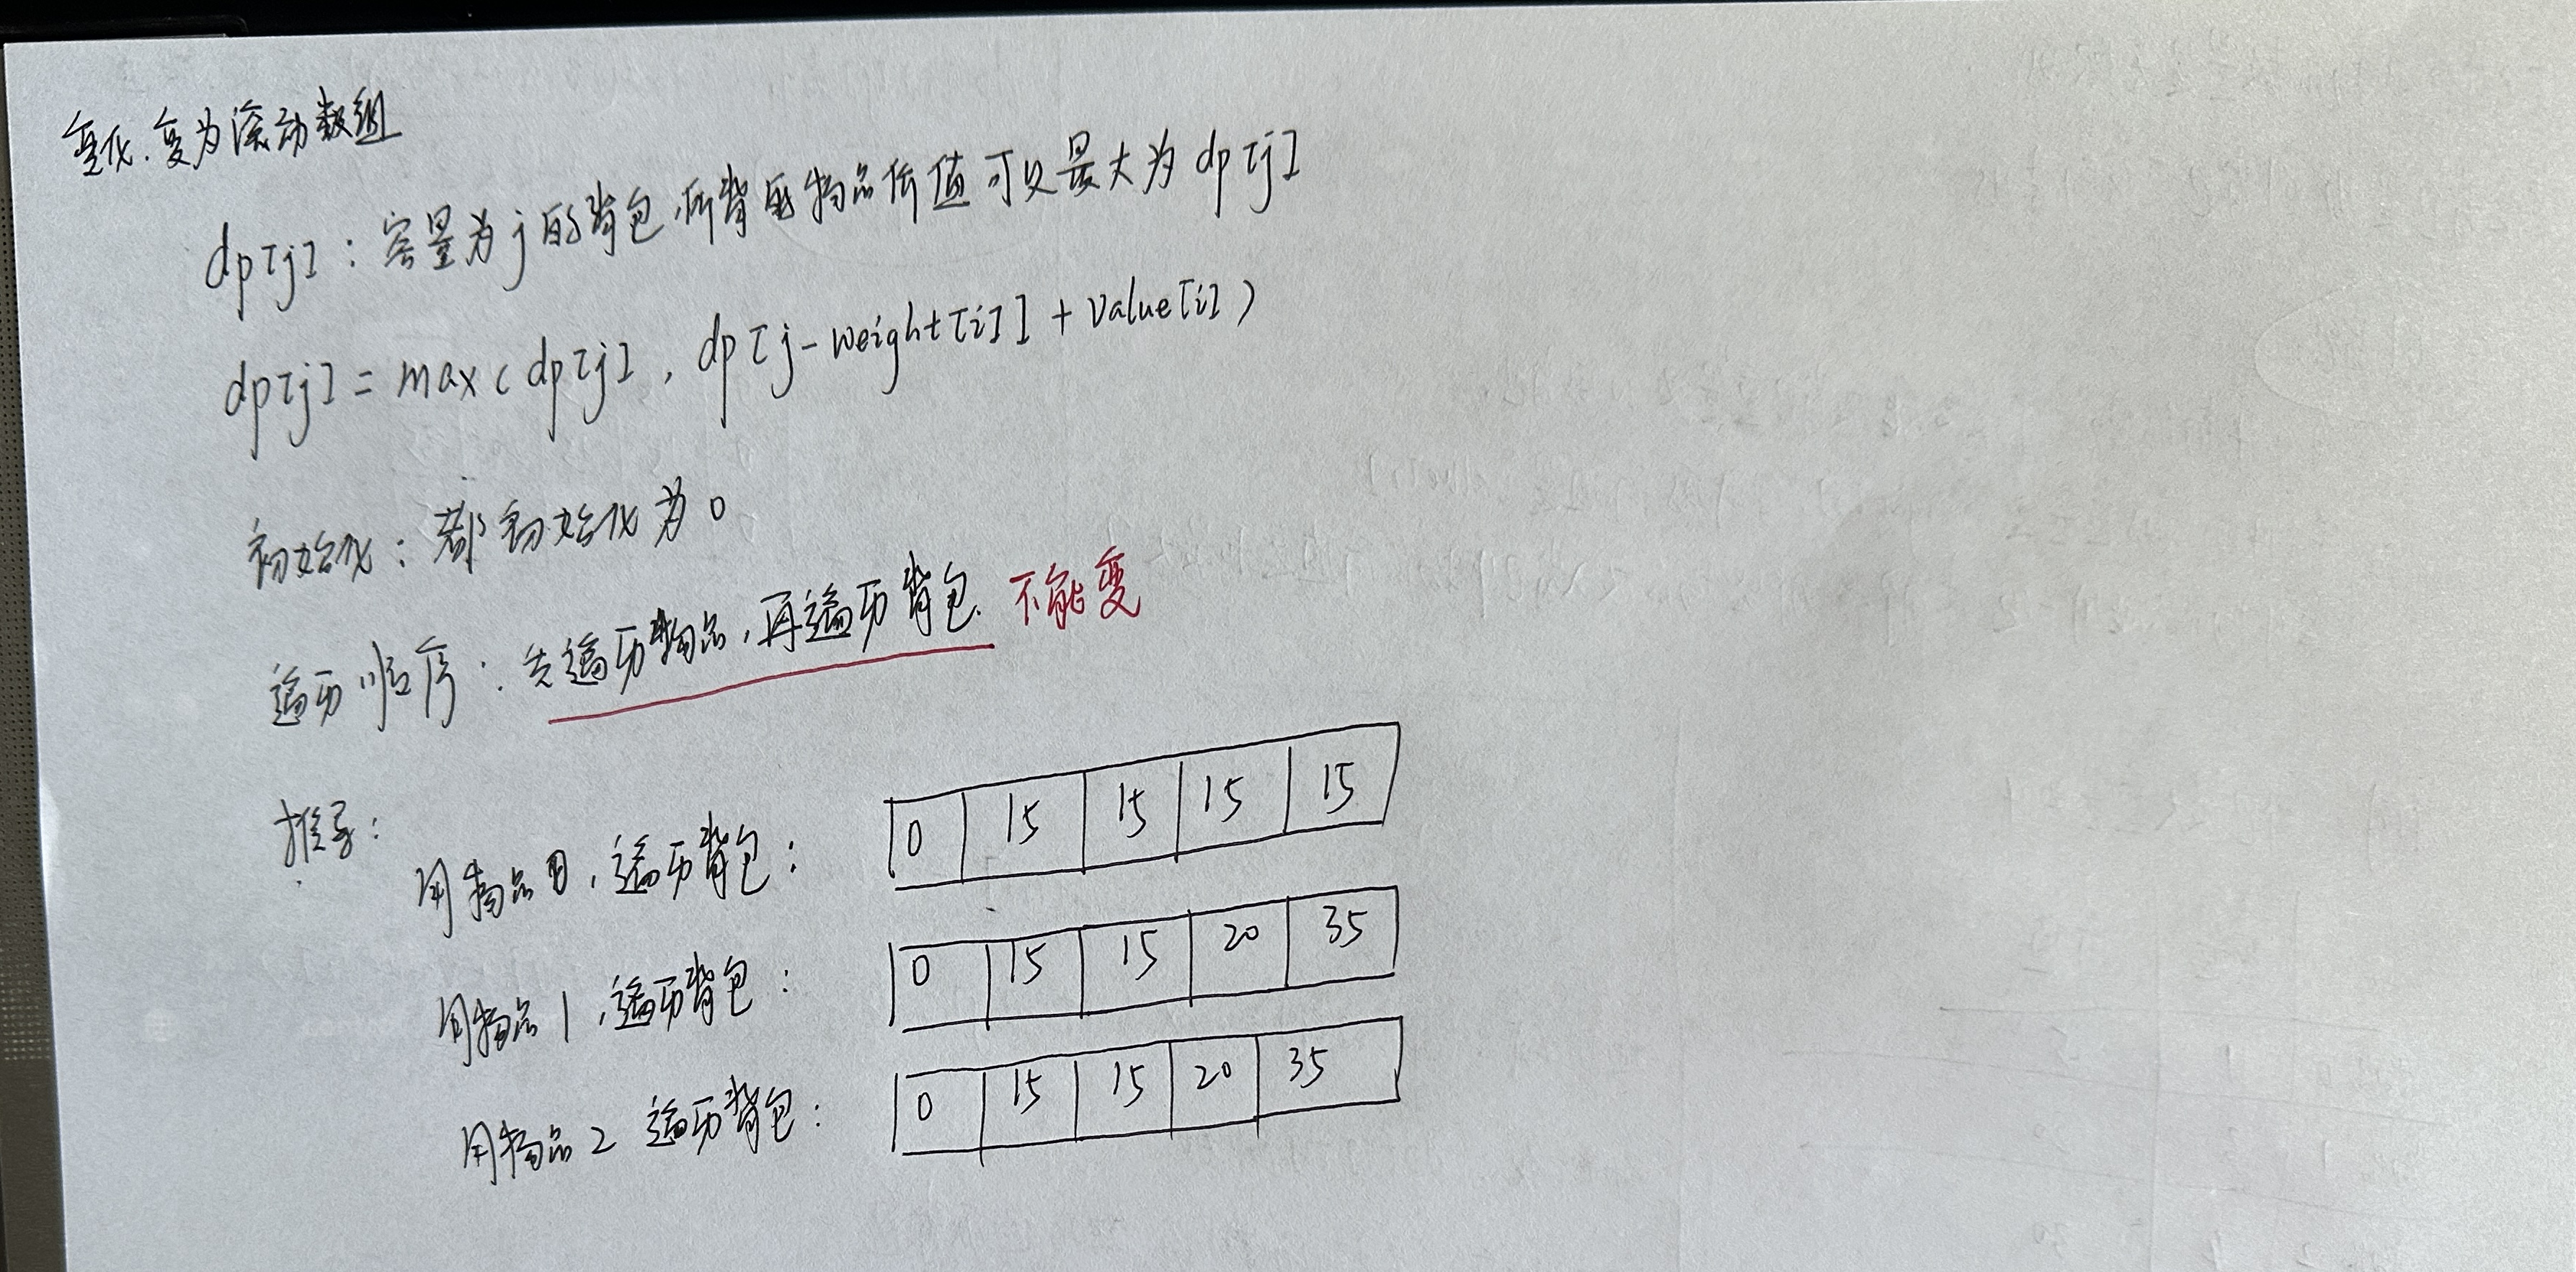 变为滚动数组
dp[j]：容量为j的背包，所背的物品价值可以最大为dp[j]
dp[j] = max(dp[j], dp[j-weight[i]] + value[i])
初始化：都初始化为0
遍历顺序：先遍历物品，再遍历背包. 不能变
推导：
用物品0，遍历背包： 0 15 15 15 15
用物品1，遍历背包： 0 15 15 20 35
用物品2 遍历背包： 0 15 15 20 35